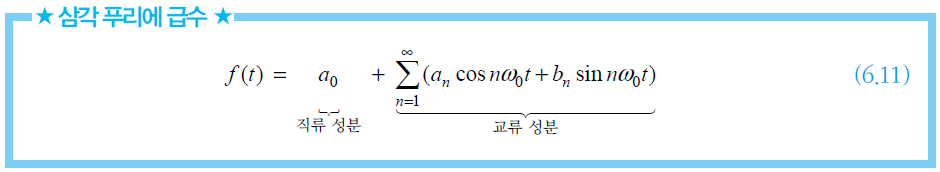 ★ 삼각 푸리에 급수 ★
f(t) = a₀ + ∑_{n=1}^{∞} (aₙ cos nω₀t + bₙ sin nω₀t) (6.11)
직류 성분 교류 성분